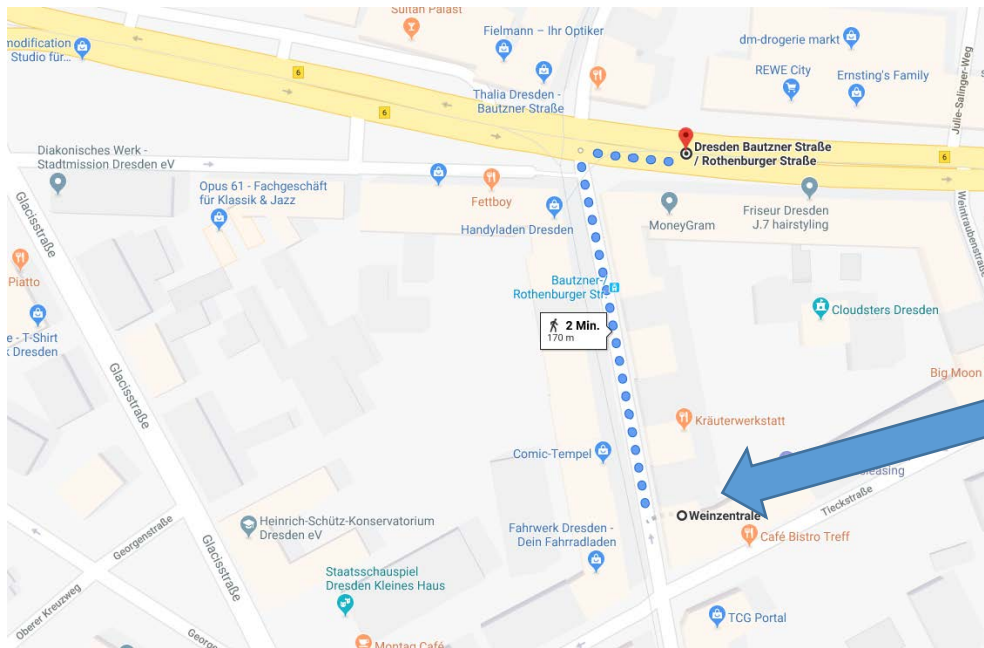 Sultan Palast
modification
Studio für...
Fielmann – Ihr Optiker
dm-drogerie markt
REWE City
Ernsting's Family
Julie-Salinger-Weg
Thalia Dresden -
Bautzner Straße
6
6
6
Diakonisches Werk -
Stadtmission Dresden eV
Dresden Bautzner Straße
/ Rothenburger Straße
Opus 61 - Fachgeschäft
für Klassik & Jazz
Fettboy
Handyladen Dresden
MoneyGram
Friseur Dresden
J.7 hairstyling
Weintraubenstraße
Glacisstraße
Piatto
Bautzner-/
Rothenburger Str.
2 Min.
170 m
Cloudsters Dresden
e - T-Shirt
Dresden
Glacisstraße
Big Moon
Kräuterwerkstatt
Comic-Tempel
easing
Tieckstraße
Weinzentrale
Café Bistro Treff
Heinrich-Schütz-Konservatorium
Dresden eV
Fahrwerk Dresden -
Dein Fahrradladen
Georgenstraße
Glacisstraße
Staatsschauspiel
Dresden Kleines Haus
Oberer Kreuzweg
TCG Portal
Georg
Montag Café